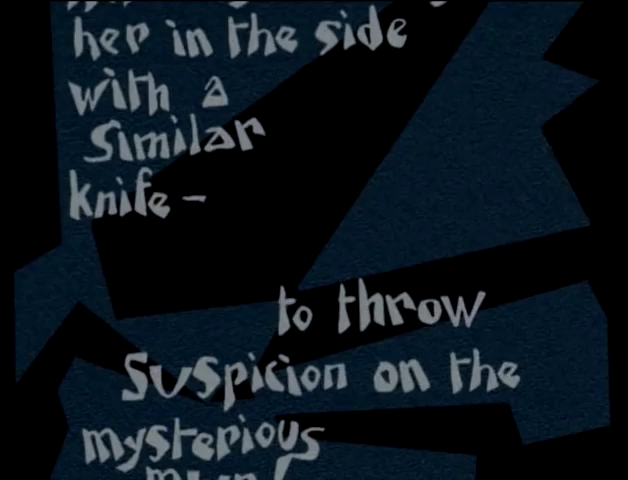 her in the side
with a
similar
knife –
to throw
suspicion on the
mysterious